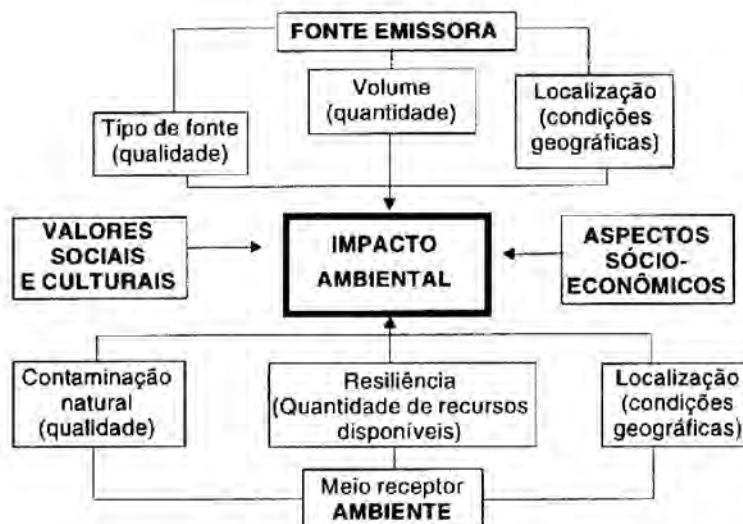 FONTE EMISSORA
Volume
(quantidade)
Localização
(condições
geográficas)
Tipo de fonte
(qualidade)
VALORES
SOCIAIS
E CULTURAIS
IMPACTO
AMBIENTAL
ASPECTOS
SÓCIO-
ECONÔMICOS
Contaminação
natural
(qualidade)
Resiliência
(Quantidade de recursos
disponíveis)
Localização
(condições
geográficas)
Meio receptor
AMBIENTE